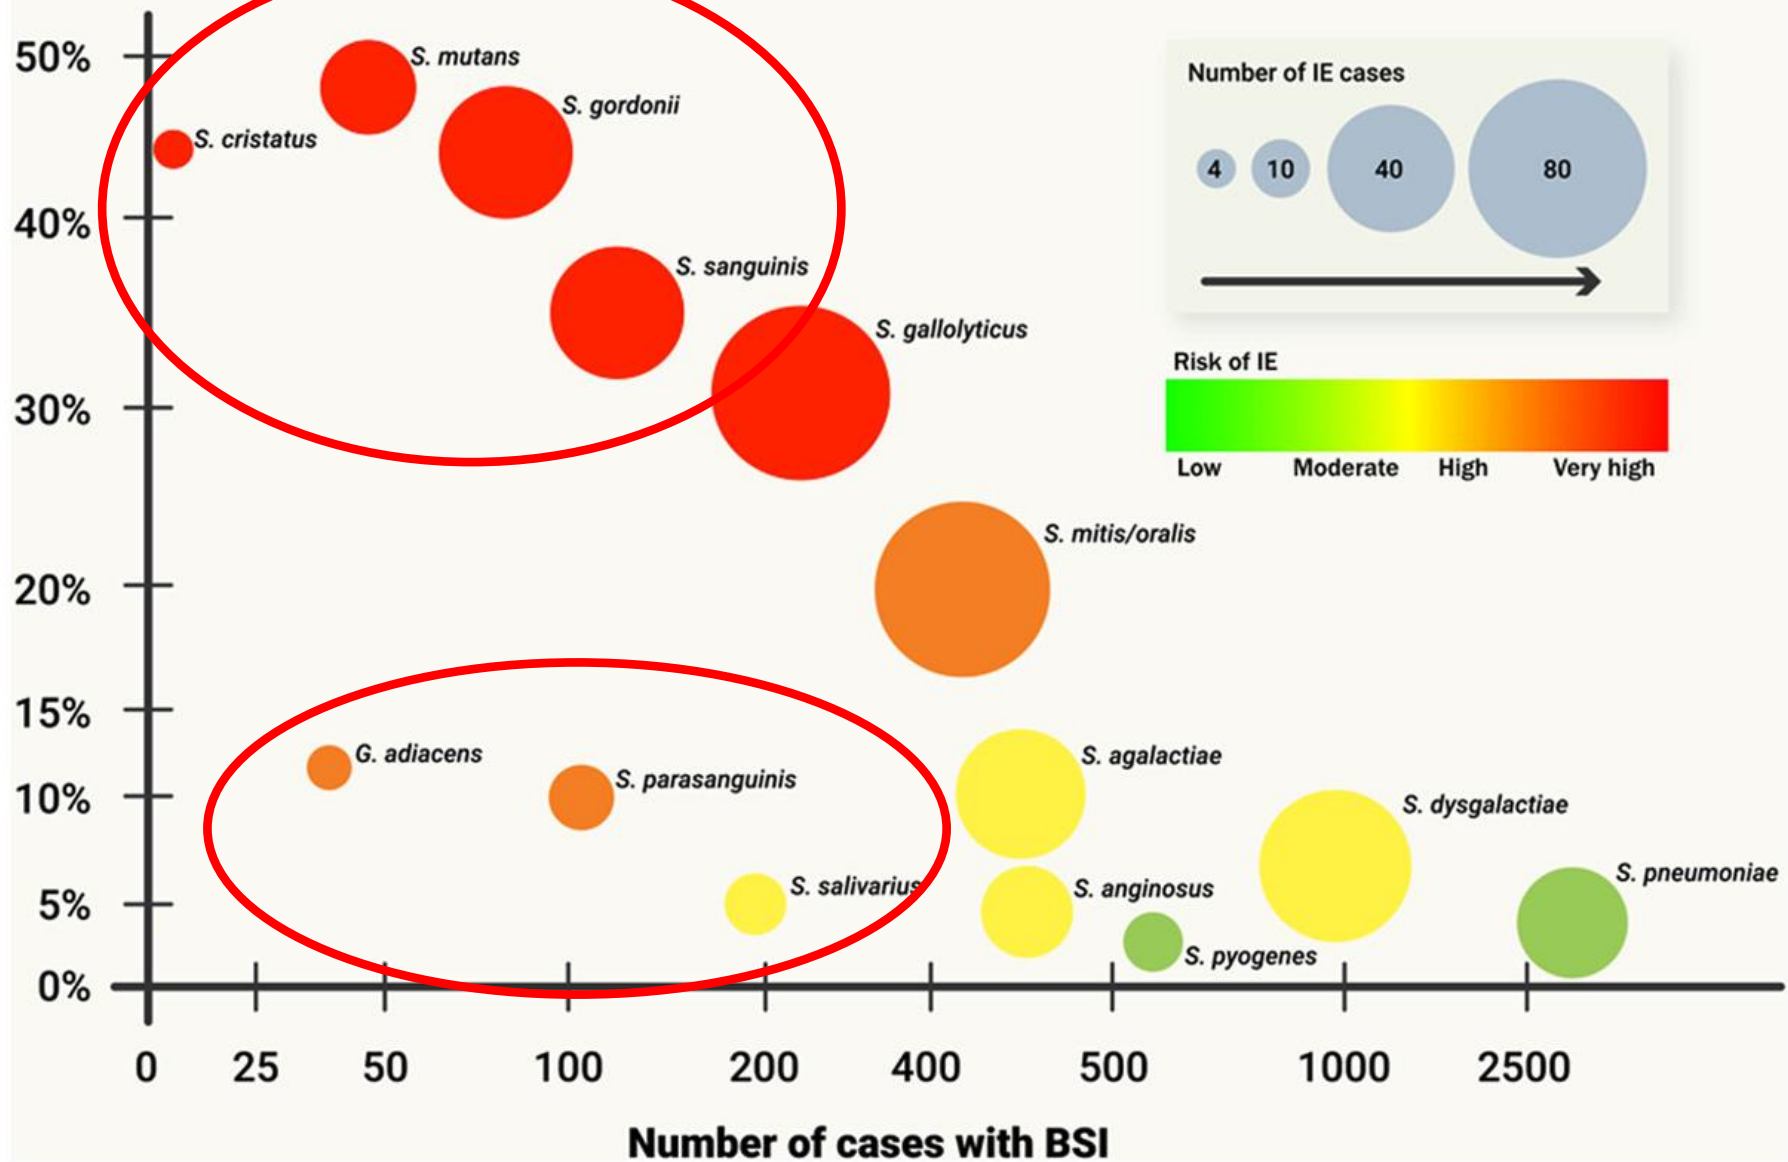 50%
S. mutans
S. gordonii
S. cristatus
40%
S. sanguinis
S. gallolyticus
30%
S. mitis/oralis
20%
15%
G. adiacens
S. parasanguinis
10%
S. agalactiae
S. dysgalactiae
S. salivarius
S. anginosus
S. pneumoniae
5%
S. pyogenes
0%
0 25 50 100 200 400 500 1000 2500
Number of cases with BSI
Number of IE cases
4 10 40 80
Risk of IE
Low Moderate High Very high